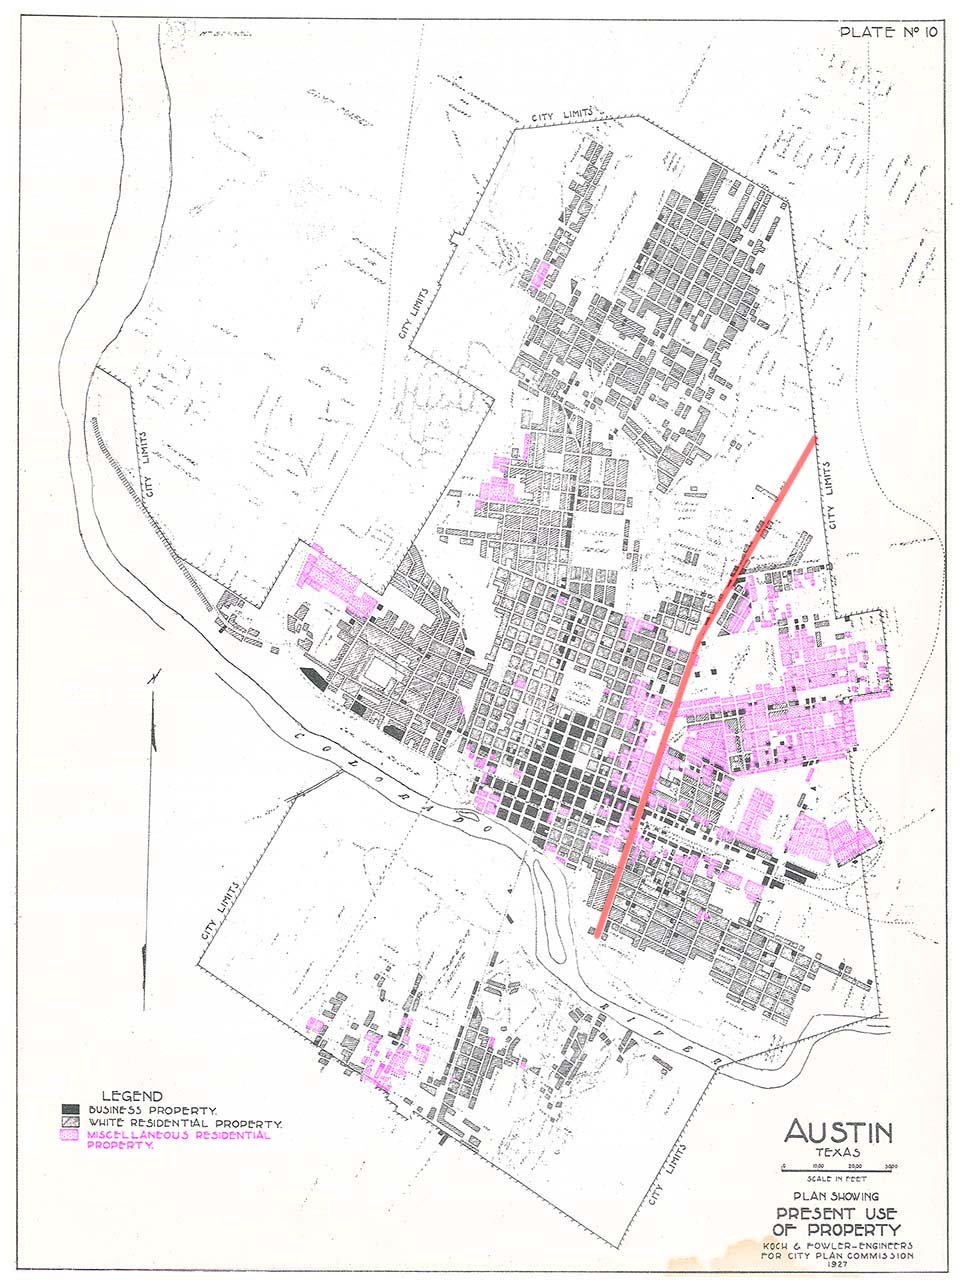 PLATE Nº 10
CITY LIMITS
CITY LIMITS
CITY LIMITS
CITY LIMITS
COLORADO
CITY LIMITS
RIVER
CITY LIMITS
LEGEND
BUSINESS PROPERTY.
WHITE RESIDENTIAL PROPERTY.
MISCELLANEOUS RESIDENTIAL
PROPERTY.
AUSTIN
TEXAS
0 1000 2000 3000
SCALE IN FEET
PLAN SHOWING
PRESENT USE
OF PROPERTY
KOCH & FOWLER-ENGINEERS
FOR CITY PLAN COMMISSION
1927